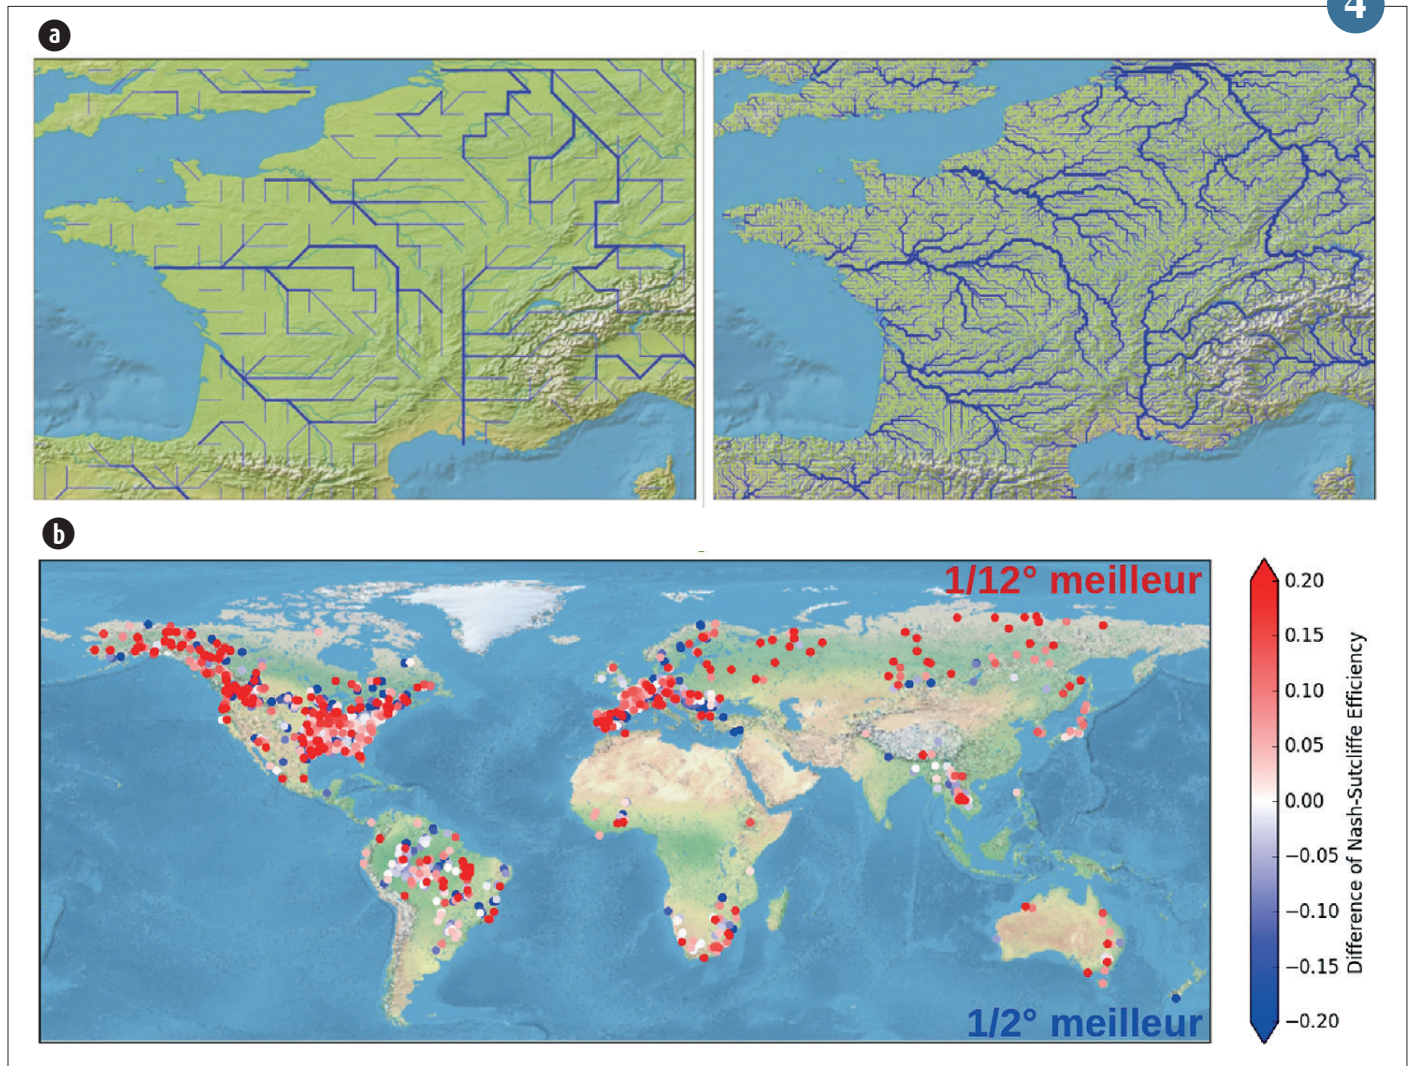 4
a
b
1/12° meilleur
1/2° meilleur
0.20
0.15
0.10
0.05
0.00
−0.05
−0.10
−0.15
−0.20
Difference of Nash-Sutcliffe Efficiency